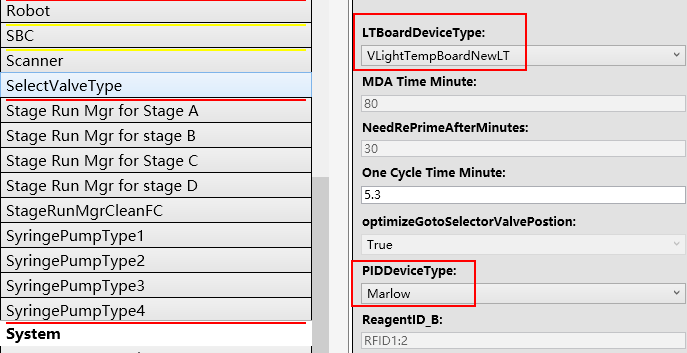 Robot
SBC
Scanner
SelectValveType
Stage Run Mgr for Stage A
Stage Run Mgr for stage B
Stage Run Mgr for Stage C
Stage Run Mgr for stage D
StageRunMgrCleanFC
SyringePumpType1
SyringePumpType2
SyringePumpType3
SyringePumpType4
System
LTBoardDeviceType:
VLightTempBoardNewLT
MDA Time Minute:
80
NeedRePrimeAfterMinutes:
30
One Cycle Time Minute:
5.3
optimizeGotoSelectorValvePostion:
True
PIDDeviceType:
Marlow
ReagentID_B:
RFID1:2